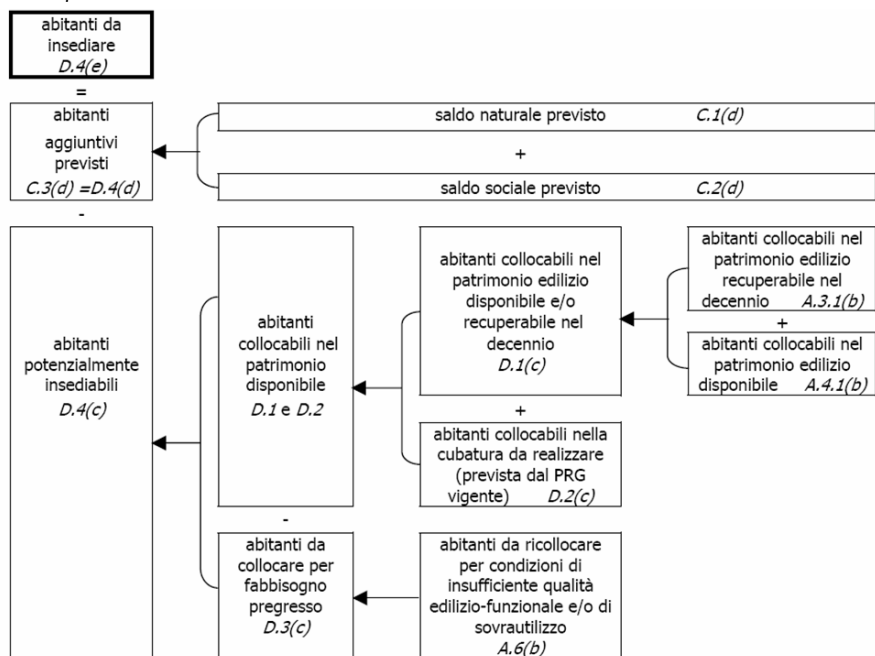 abitanti da
insediare
D.4(e)
=
abitanti
aggiuntivi
previsti
C.3(d) =D.4(d)
saldo naturale previsto C.1(d)
+
saldo sociale previsto C.2(d)
-
abitanti
potenzialmente
insediabili
D.4(c)
abitanti
collocabili nel
patrimonio
disponibile
D.1 e D.2
abitanti collocabili nel
patrimonio edilizio
disponibile e/o
recuperabile nel
decennio
D.1(c)
abitanti collocabili nel
patrimonio edilizio
recuperabile nel
decennio A.3.1(b)
+
abitanti collocabili nel
patrimonio edilizio
disponibile A.4.1(b)
+
abitanti collocabili nella
cubatura da realizzare
(prevista dal PRG
vigente) D.2(c)
-
abitanti da
collocare per
fabbisogno
pregresso
D.3(c)
abitanti da ricollocare
per condizioni di
insufficiente qualità
edilizio-funzionale e/o di
sovrautilizzo
A.6(b)